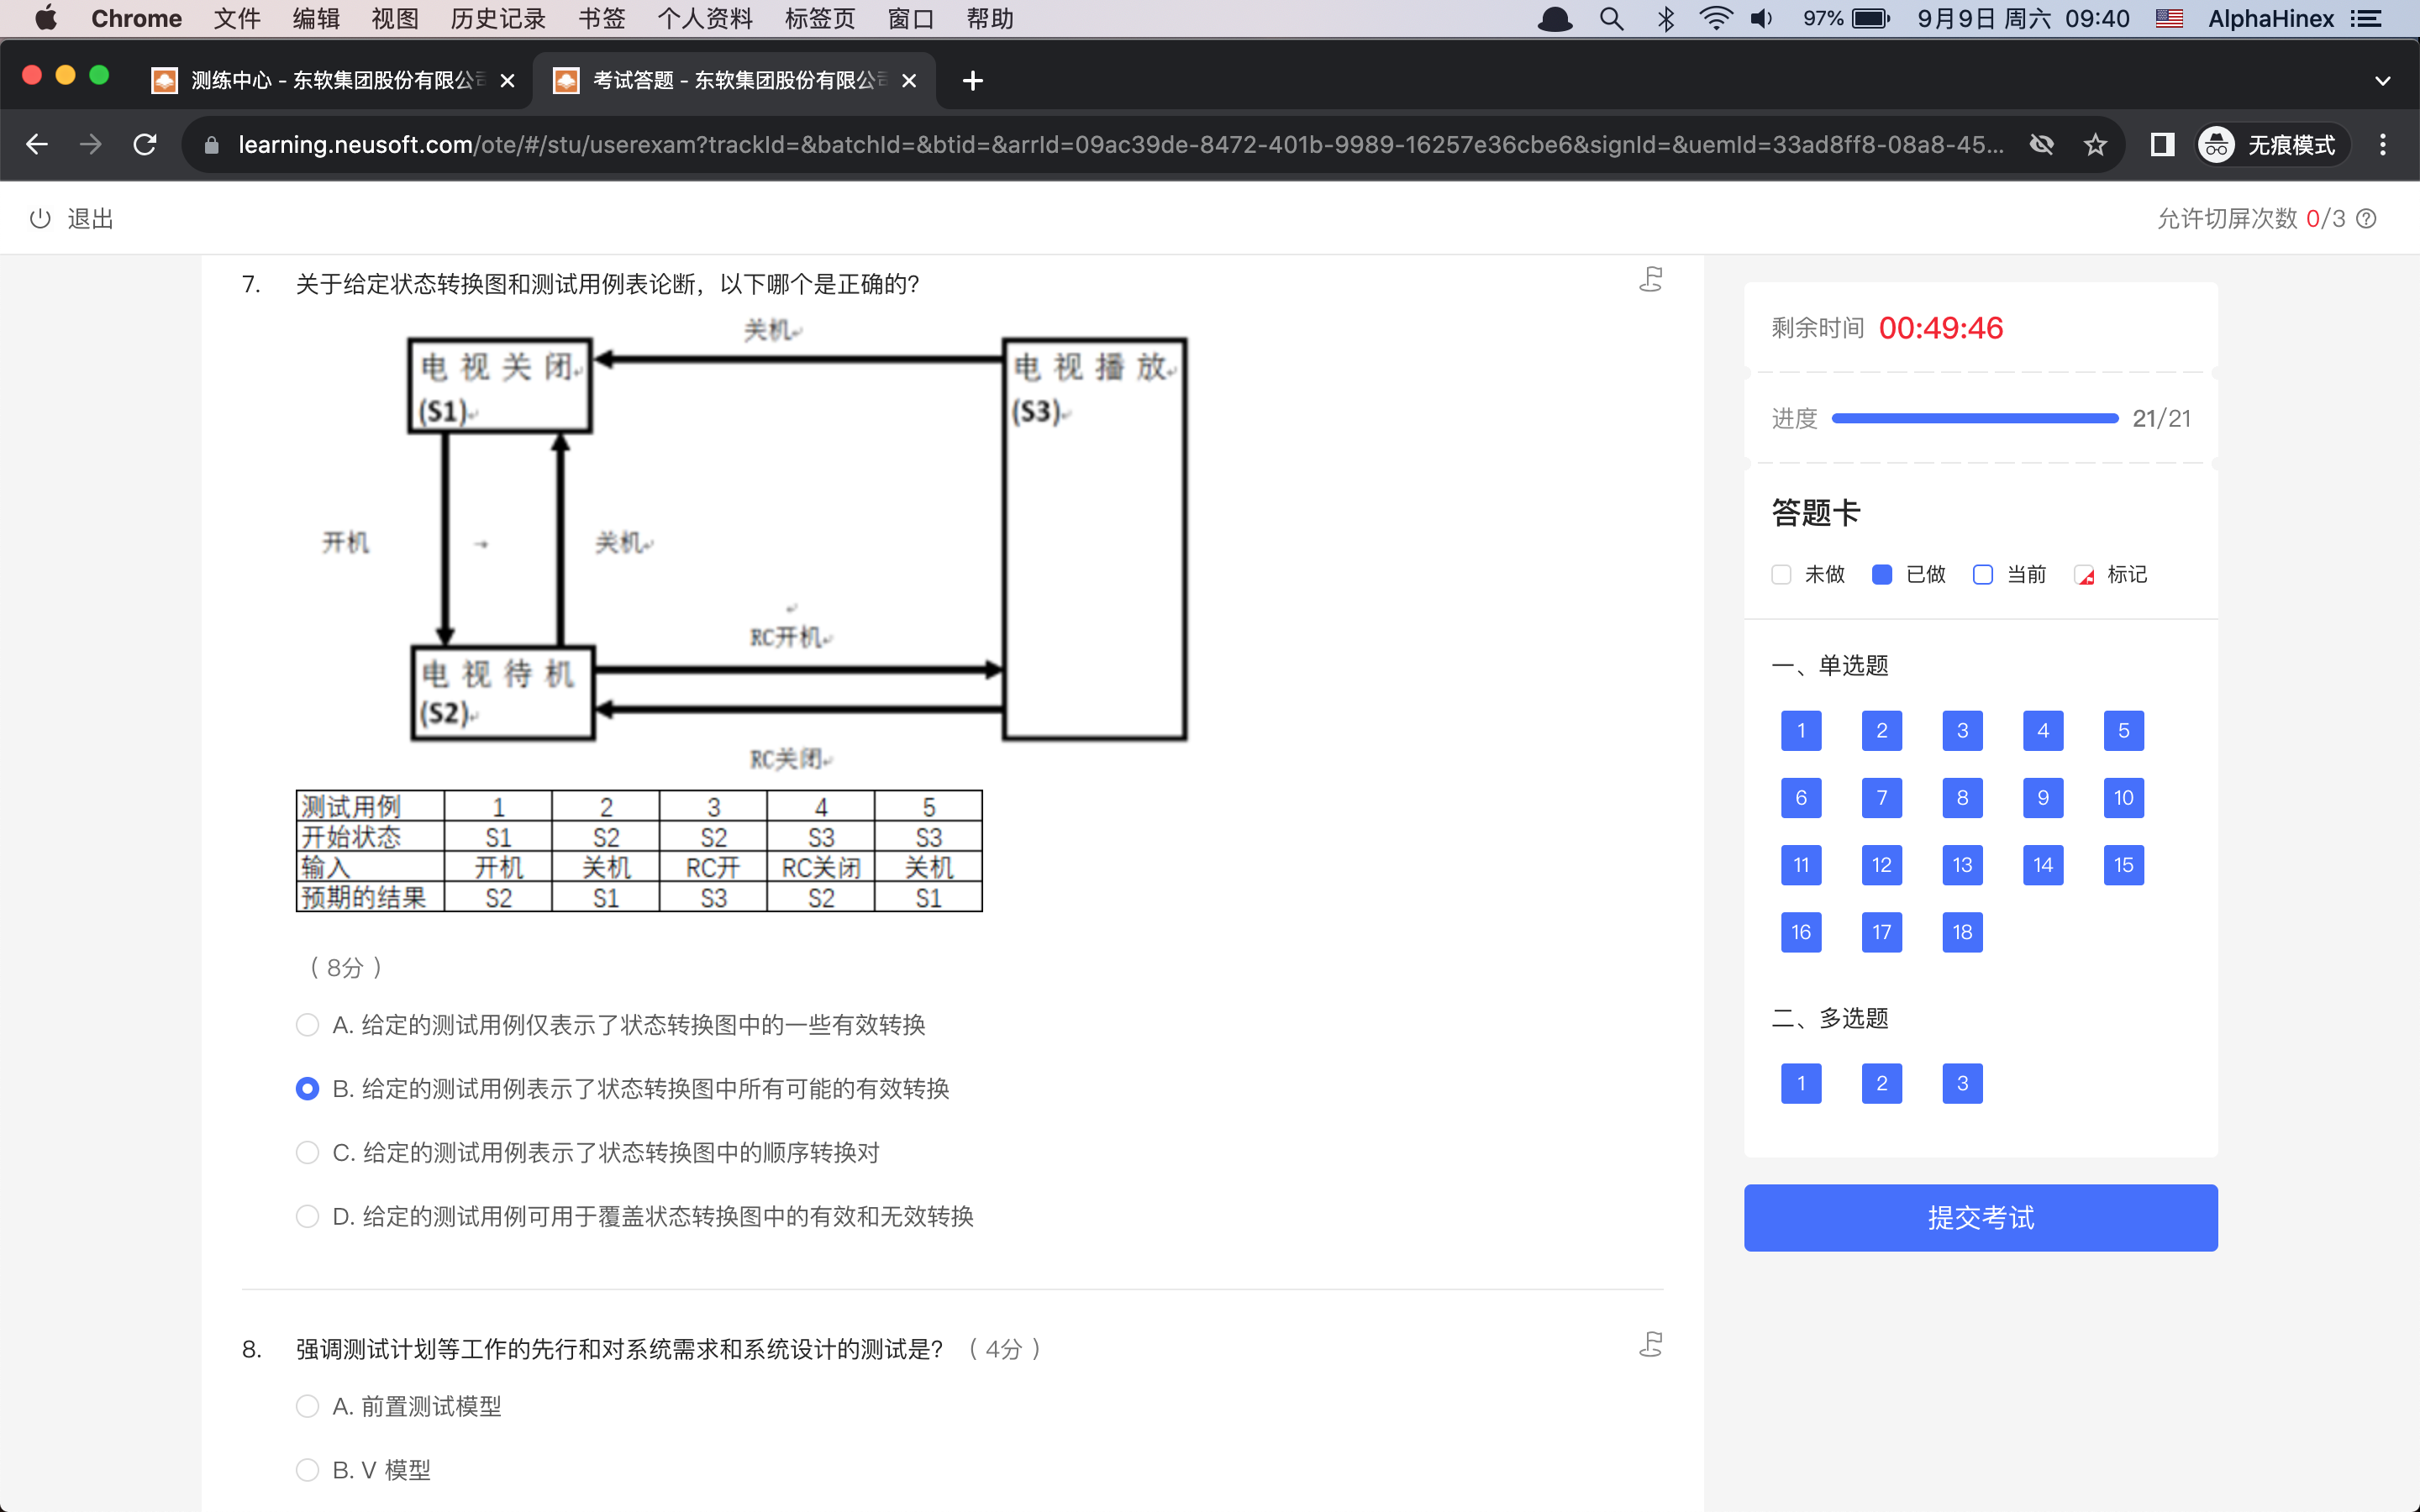 Chrome 文件 编辑 视图 历史记录 书签 个人资料 标签页 窗口 帮助 97% 9月9日 周六 09:40 AlphaHinex
测练中心 - 东软集团股份有限公司 考试答题 - 东软集团股份有限公司
learning.neusoft.com/ote/#/stu/userexam?trackId=&batchId=&btid=&arrId=09ac39de-8472-401b-9989-16257e36cbe6&signId=&uemId=33ad8ff8-08a8-45... 无痕模式
退出 允许切屏次数 0/3
7. 关于给定状态转换图和测试用例表论断，以下哪个是正确的？
关机
电视关闭
(S1)
电视播放
(S3)
开机 → 关机
RC开机
电视待机
(S2)
RC关闭
测试用例 1 2 3 4 5
开始状态 S1 S2 S2 S3 S3
输入 开机 关机 RC开 RC关闭 关机
预期的结果 S2 S1 S3 S2 S1
（ 8分 ）
A. 给定的测试用例仅表示了状态转换图中的一些有效转换
B. 给定的测试用例表示了状态转换图中所有可能的有效转换
C. 给定的测试用例表示了状态转换图中的顺序转换对
D. 给定的测试用例可用于覆盖状态转换图中的有效和无效转换
8. 强调测试计划等工作的先行和对系统需求和系统设计的测试是？ （ 4分 ）
A. 前置测试模型
B. V 模型
剩余时间 00:49:46
进度 21/21
答题卡
未做 已做 当前 标记
一、单选题
1 2 3 4 5
6 7 8 9 10
11 12 13 14 15
16 17 18
二、多选题
1 2 3
提交考试